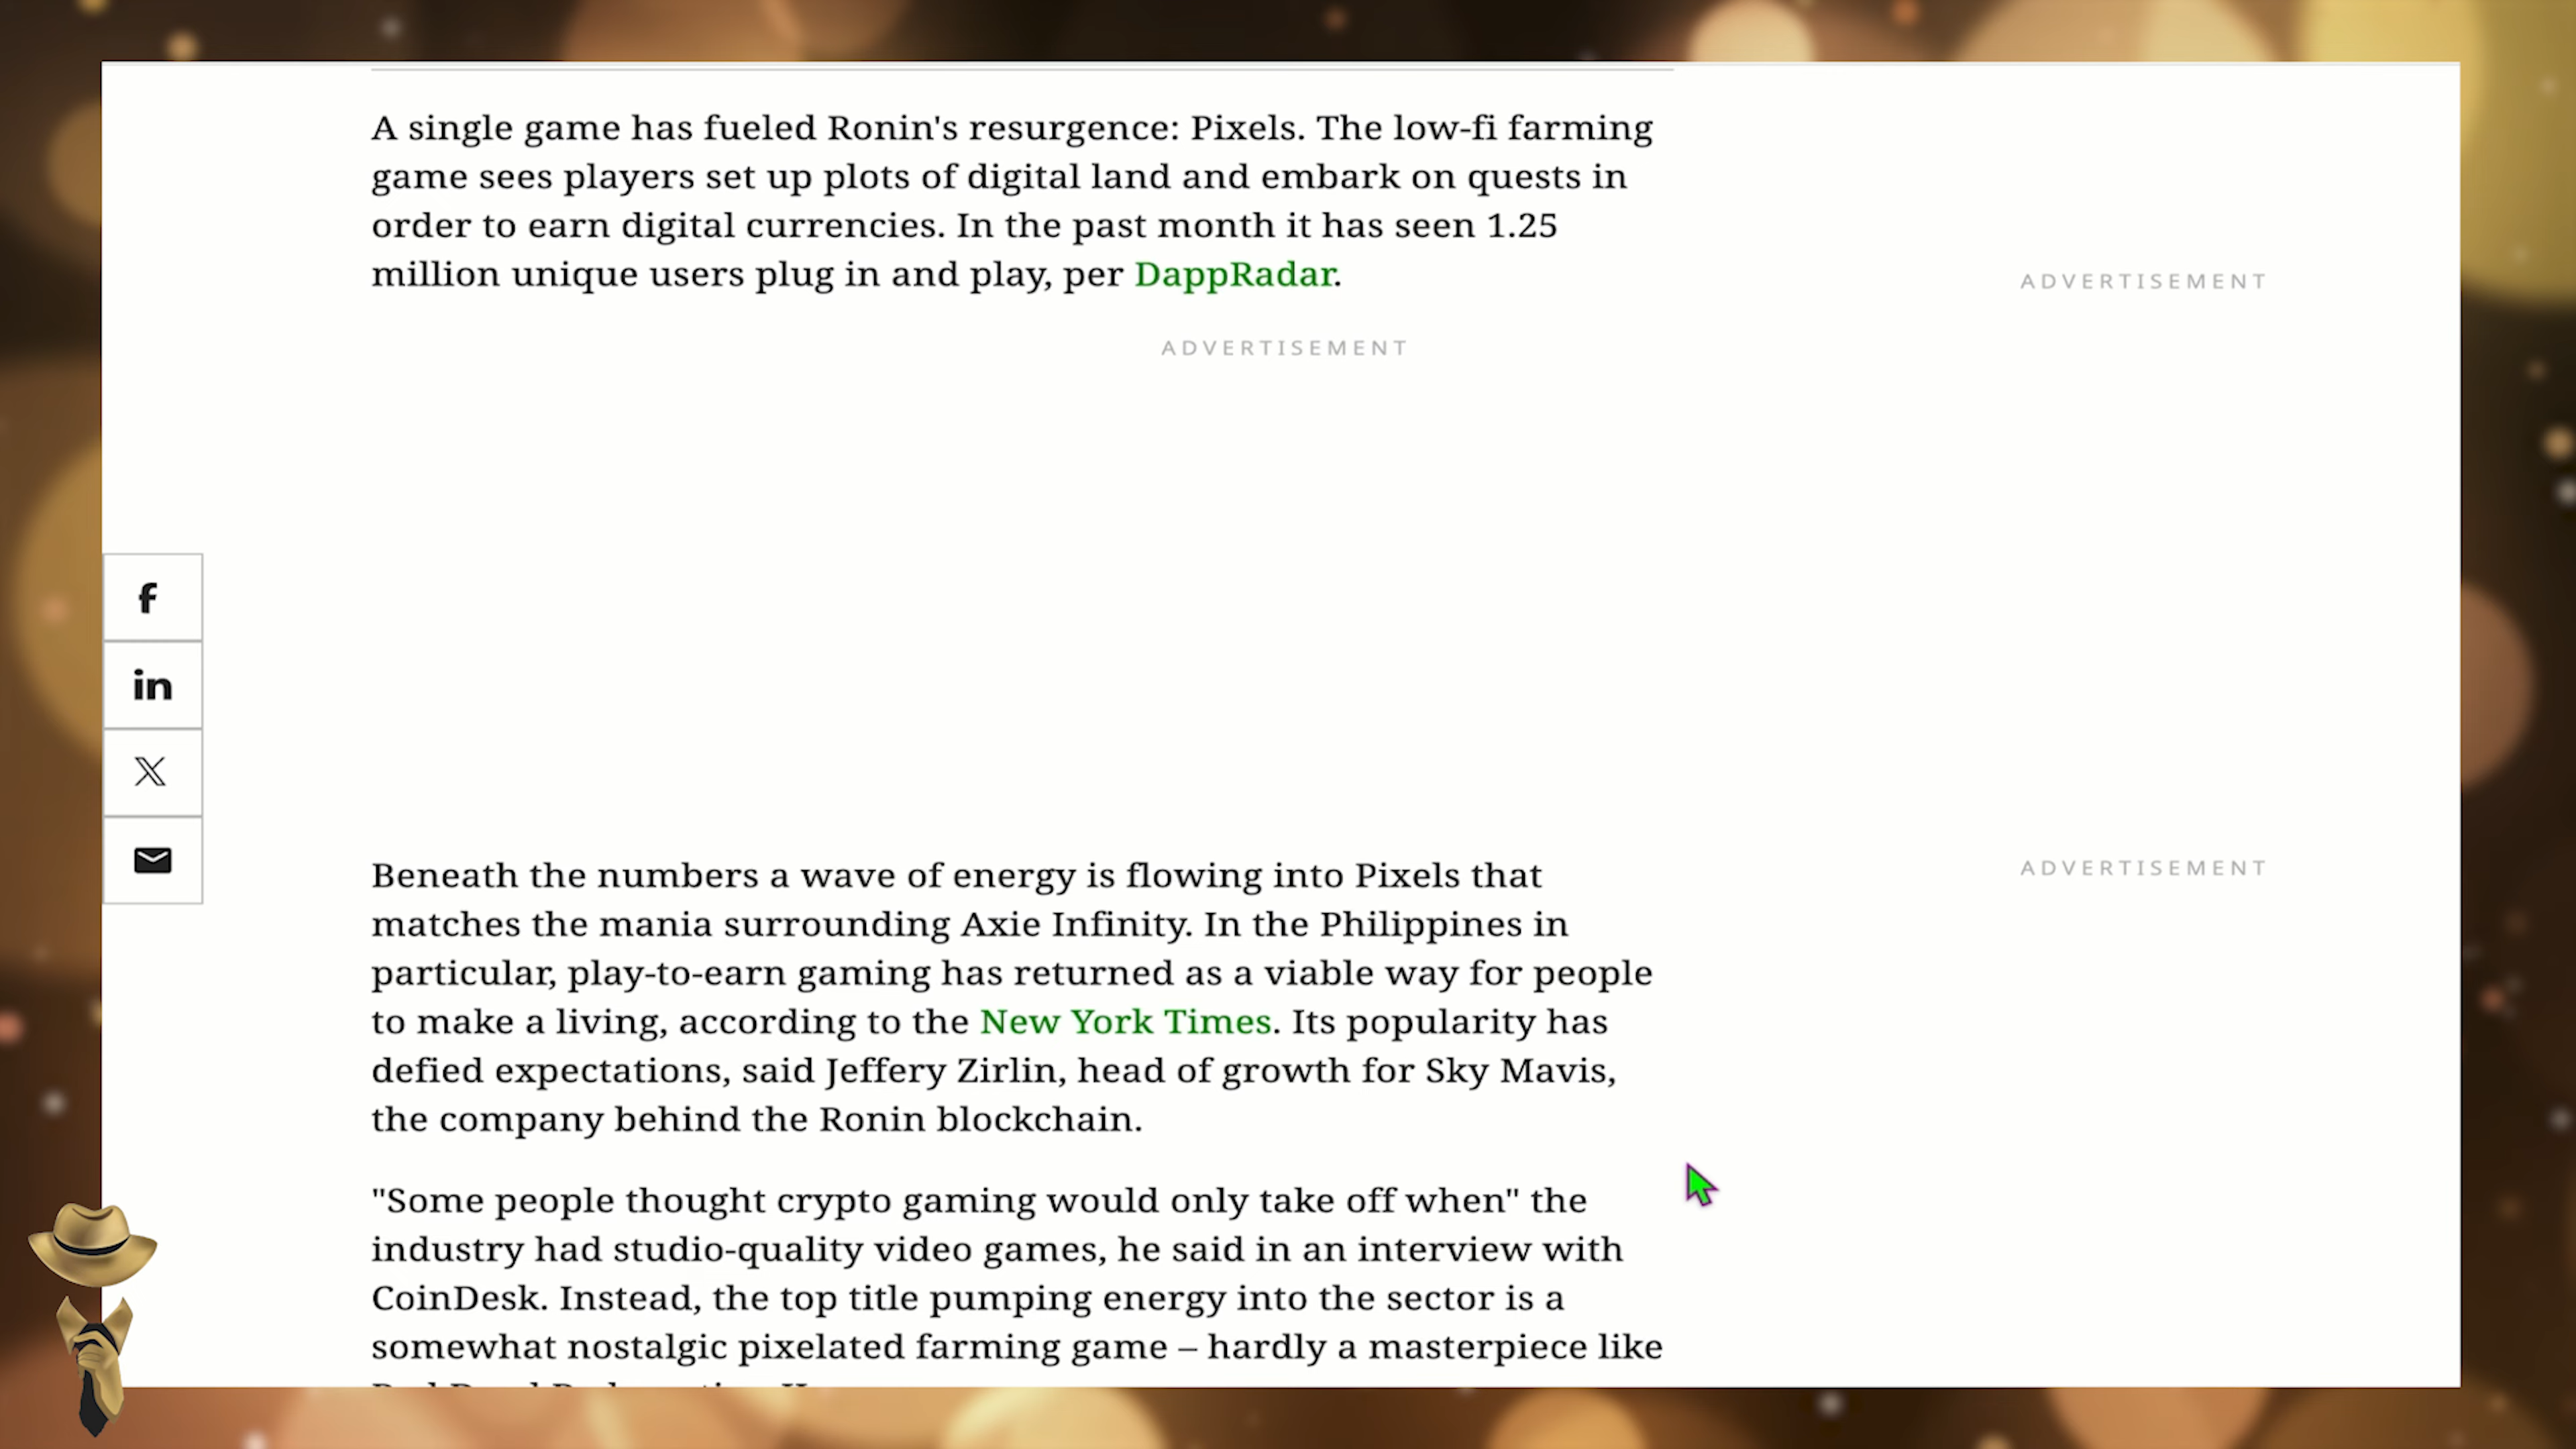 A single game has fueled Ronin's resurgence: Pixels. The low-fi farming
game sees players set up plots of digital land and embark on quests in
order to earn digital currencies. In the past month it has seen 1.25
million unique users plug in and play, per DappRadar.
ADVERTISEMENT
ADVERTISEMENT
f
in
X
Beneath the numbers a wave of energy is flowing into Pixels that
matches the mania surrounding Axie Infinity. In the Philippines in
particular, play-to-earn gaming has returned as a viable way for people
to make a living, according to the New York Times. Its popularity has
defied expectations, said Jeffery Zirlin, head of growth for Sky Mavis,
the company behind the Ronin blockchain.
ADVERTISEMENT
"Some people thought crypto gaming would only take off when" the
industry had studio-quality video games, he said in an interview with
CoinDesk. Instead, the top title pumping energy into the sector is a
somewhat nostalgic pixelated farming game – hardly a masterpiece like